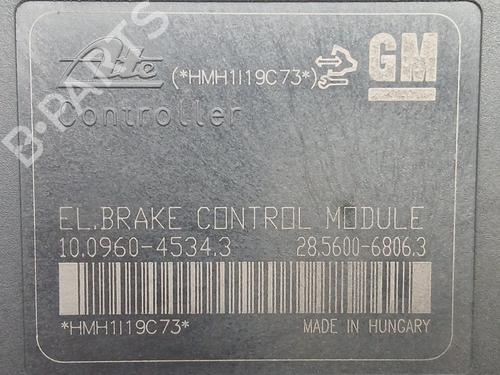 Ate (*HMH1I19C73*) GM
Controller
B-PARTS
EL.BRAKE CONTROL MODULE
10.0960-4534.3 28.5600-6806.3
*HMH1I19C73* MADE IN HUNGARY